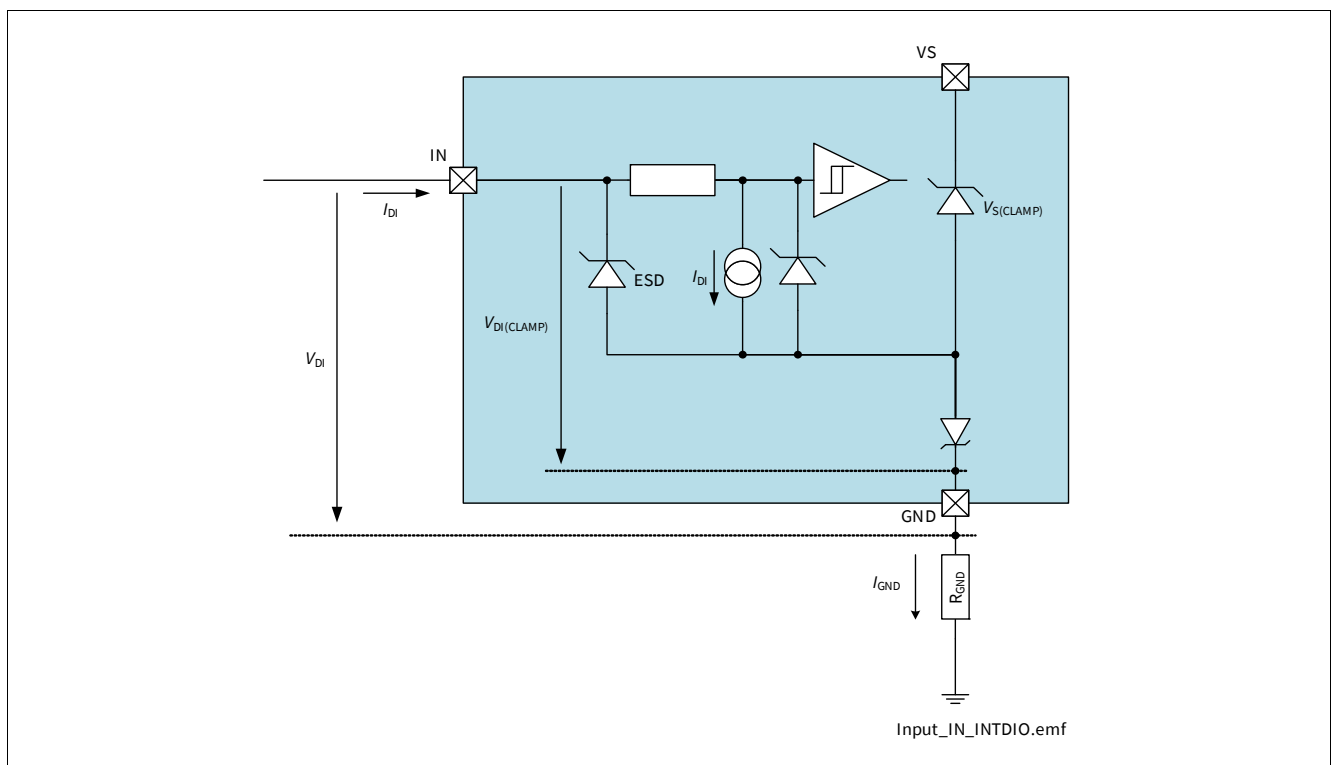 VS
IN
IDI
VS(CLAMP)
ESD
IDI
VDI(CLAMP)
VDI
GND
IGND
RGND
Input_IN_INTDIO.emf